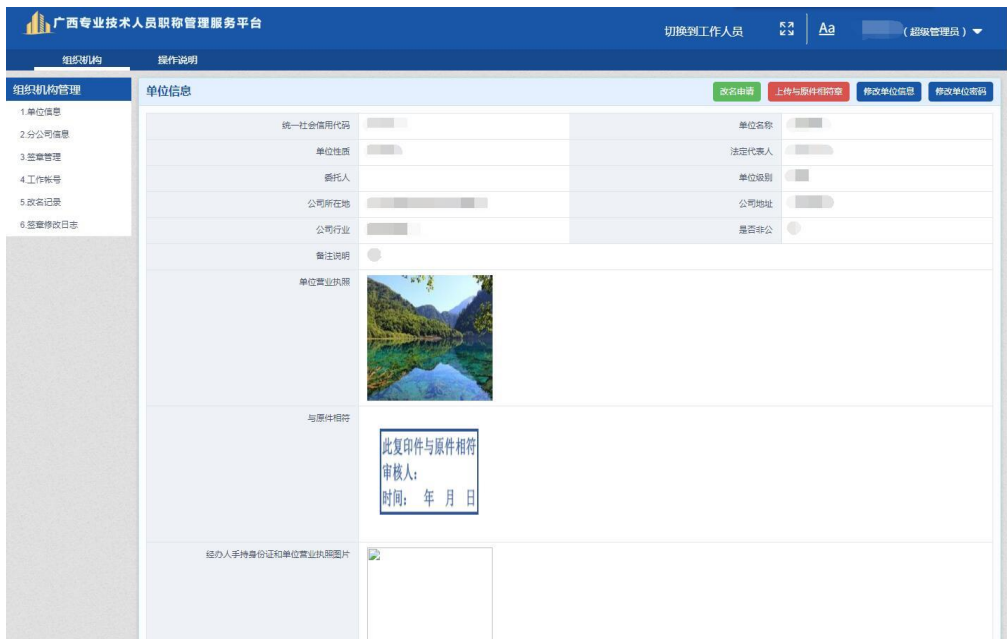 广西专业技术人员职称管理服务平台
切换到工作人员 Aa (超级管理员)
组织机构 操作说明
组织机构管理
1.单位信息
2.分公司信息
3.签章管理
4.工作帐号
5.改名记录
6.签章修改日志
单位信息 改名申请 上传与原件相符章 修改单位信息 修改单位密码
统一社会信用代码 单位名称
单位性质 法定代表人
委托人 单位级别
公司所在地 公司地址
公司行业 是否非公
备注说明
单位营业执照
与原件相符
此复印件与原件相符
审核人:
时间: 年 月 日
经办人手持身份证和单位营业执照图片